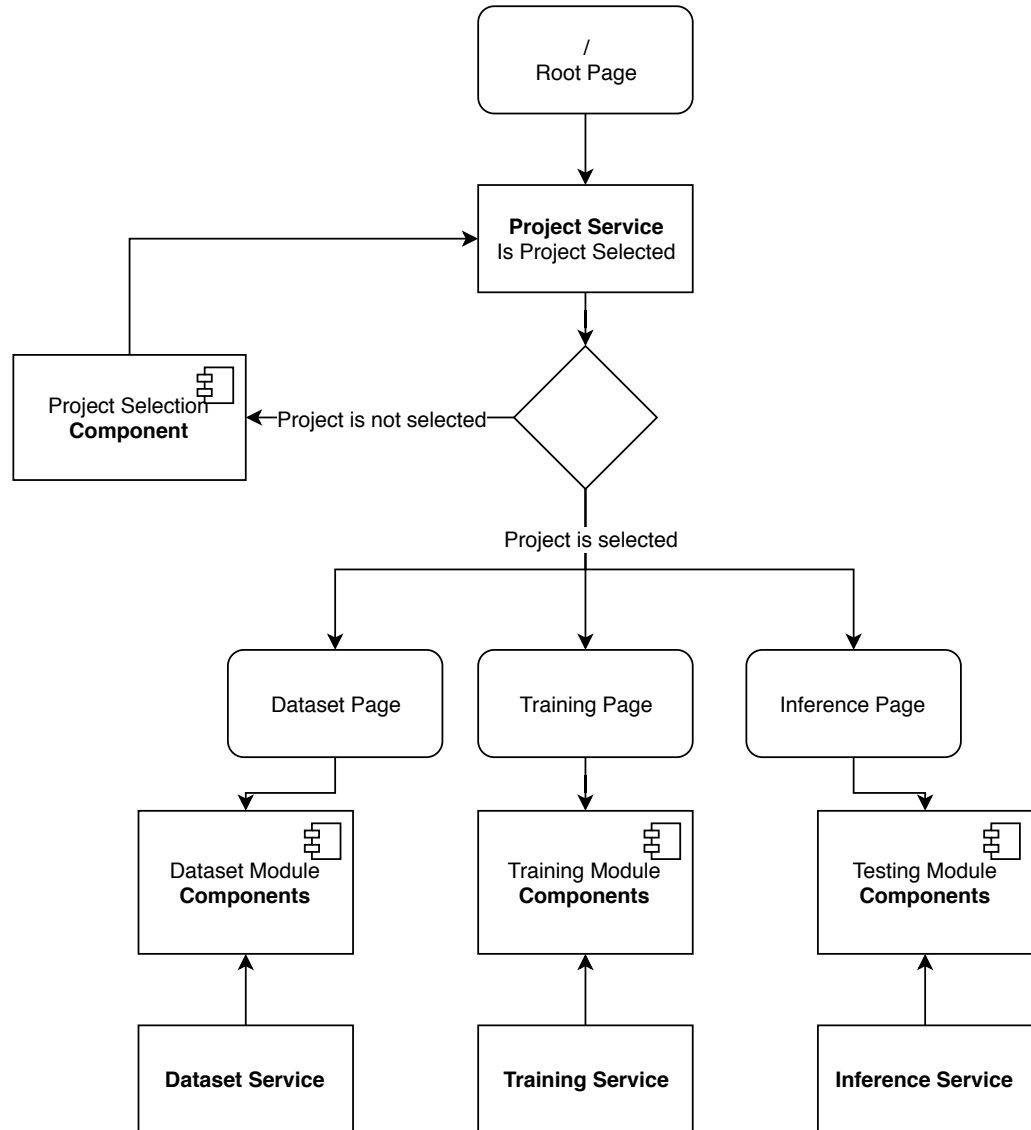 /
Root Page
Project Service
Is Project Selected
Project Selection
Component
Project is not selected
Project is selected
Dataset Page
Training Page
Inference Page
Dataset Module
Components
Training Module
Components
Testing Module
Components
Dataset Service
Training Service
Inference Service